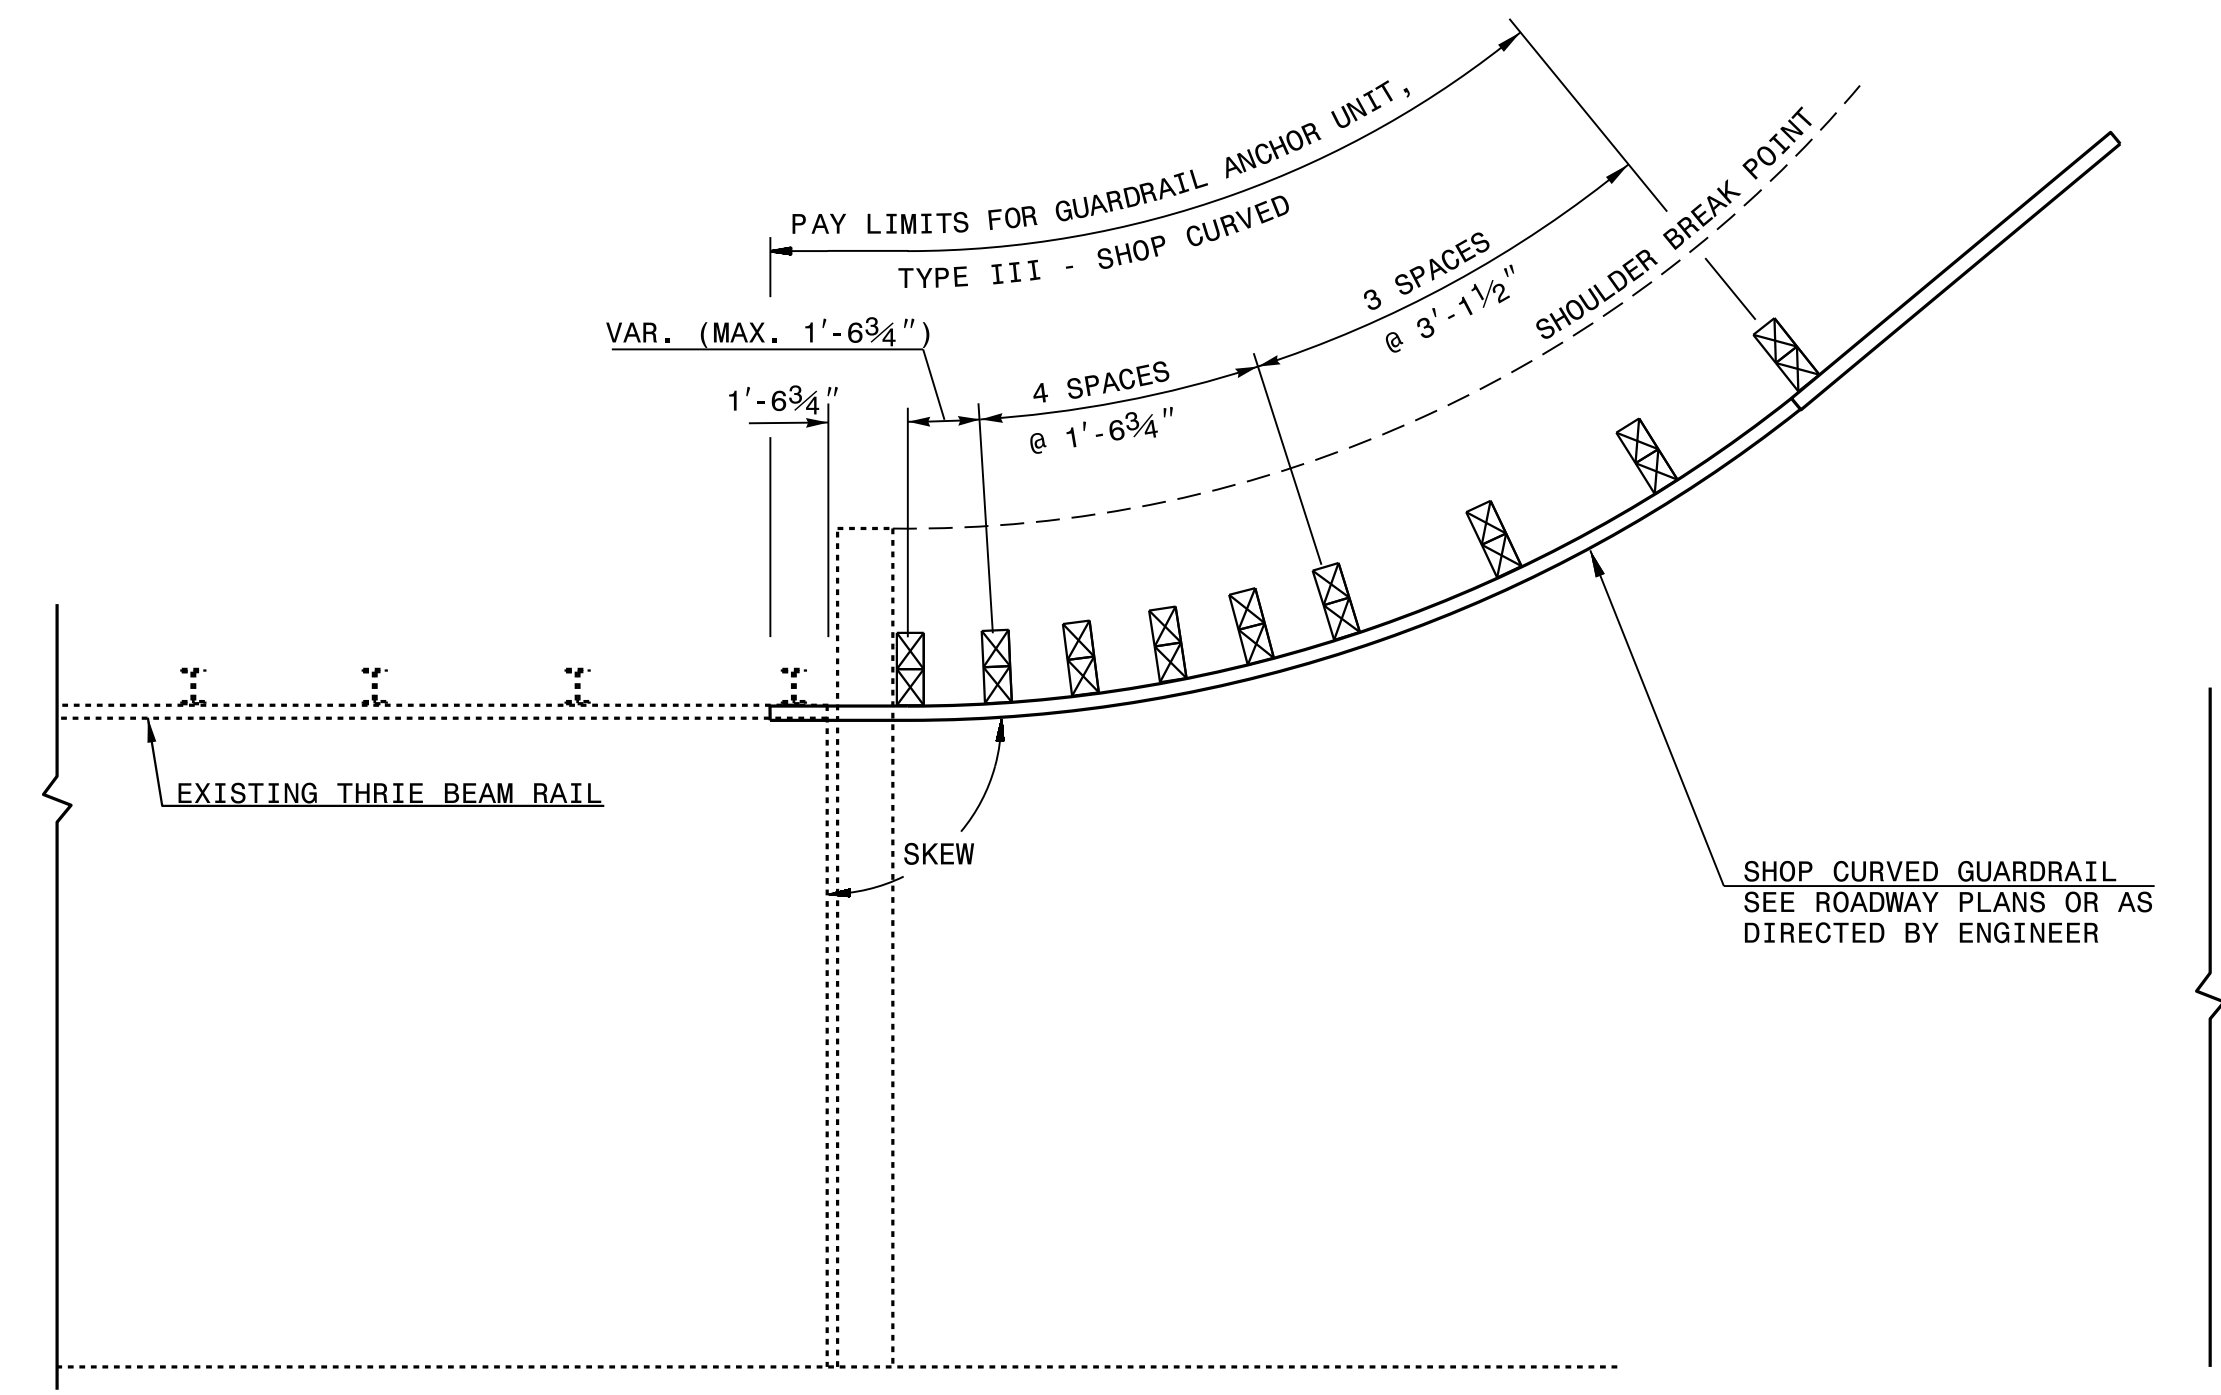 PAY LIMITS FOR GUARDRAIL ANCHOR UNIT,
TYPE III - SHOP CURVED
VAR. (MAX. 1'-6¾")
1'-6¾"
4 SPACES
@ 1'-6¾"
3 SPACES
@ 3'-1½"
SHOULDER BREAK POINT
EXISTING THRIE BEAM RAIL
SKEW
SHOP CURVED GUARDRAIL
SEE ROADWAY PLANS OR AS
DIRECTED BY ENGINEER